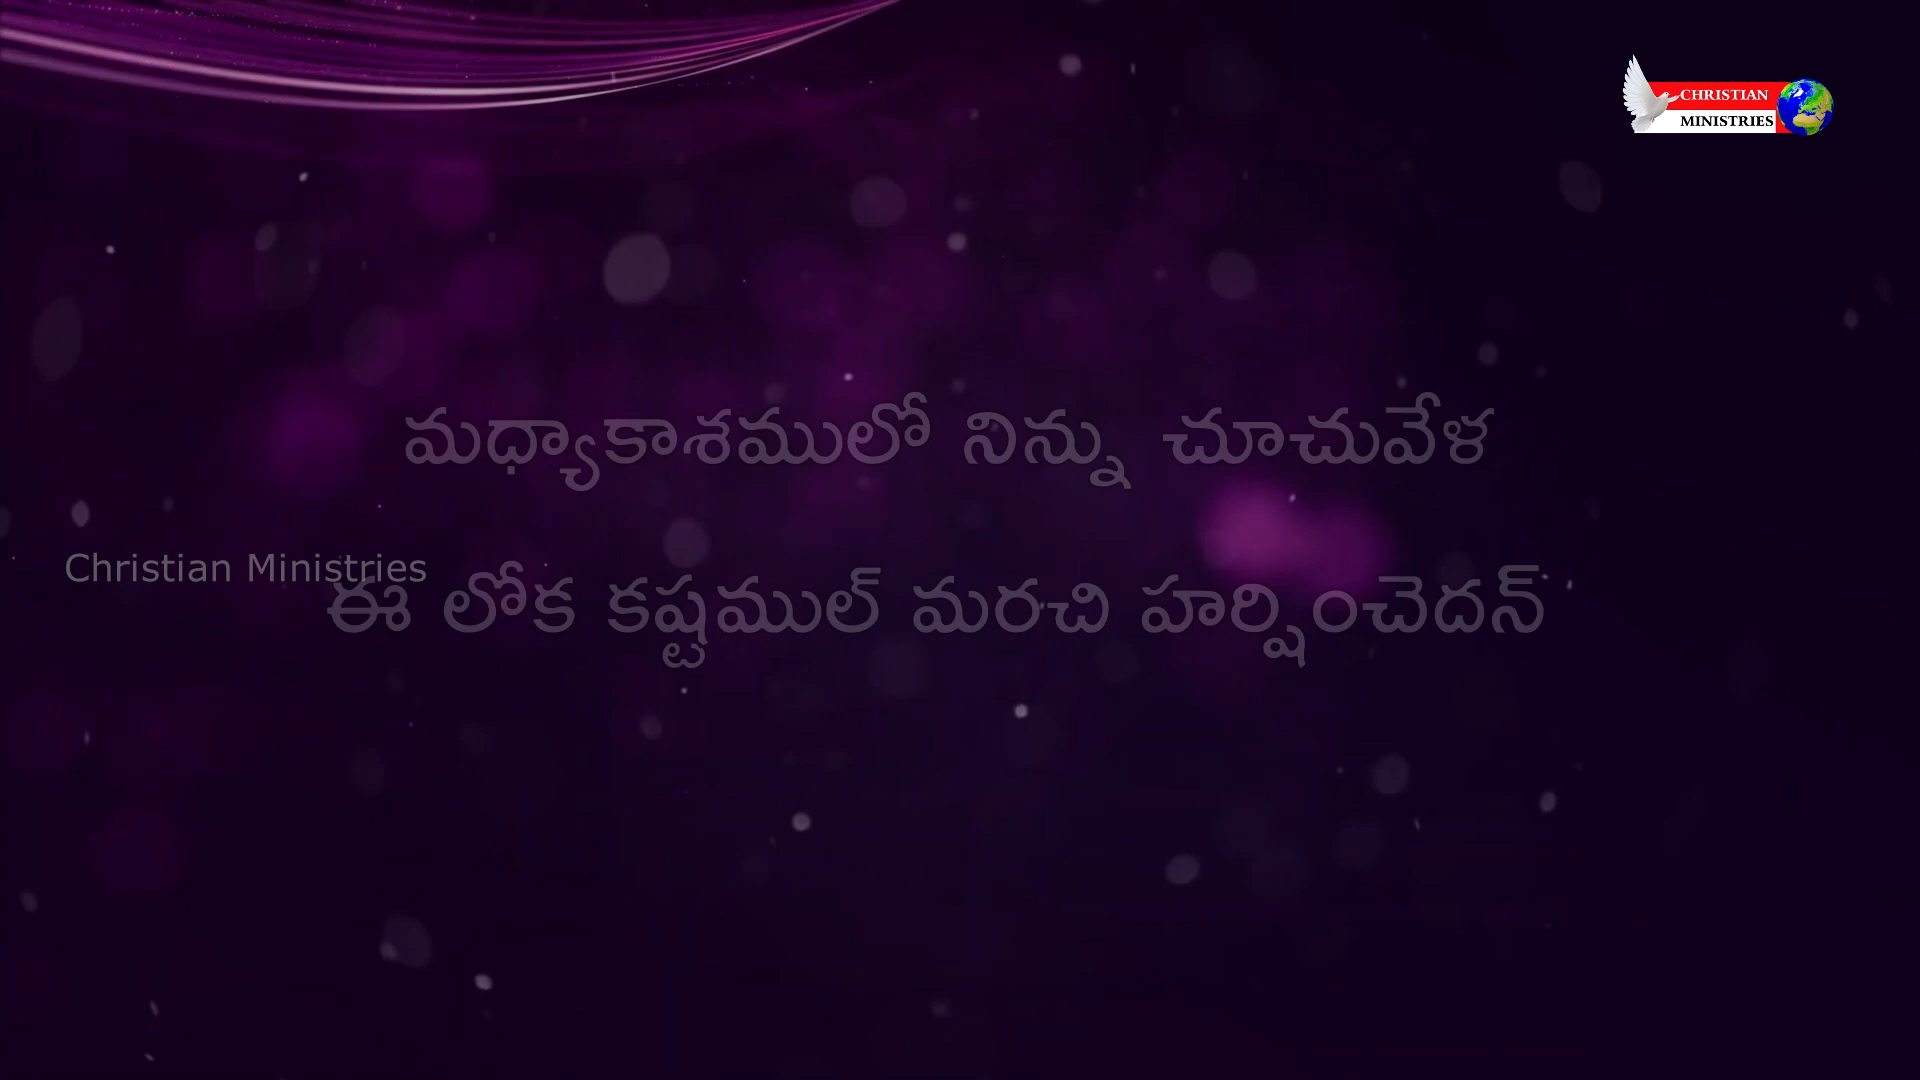 CHRISTIAN
MINISTRIES
మధ్యాకాశములో నిన్ను చూచువేళ
Christian Ministries
ఈ లోక కష్టముల్ మరచి హర్షించెదన్